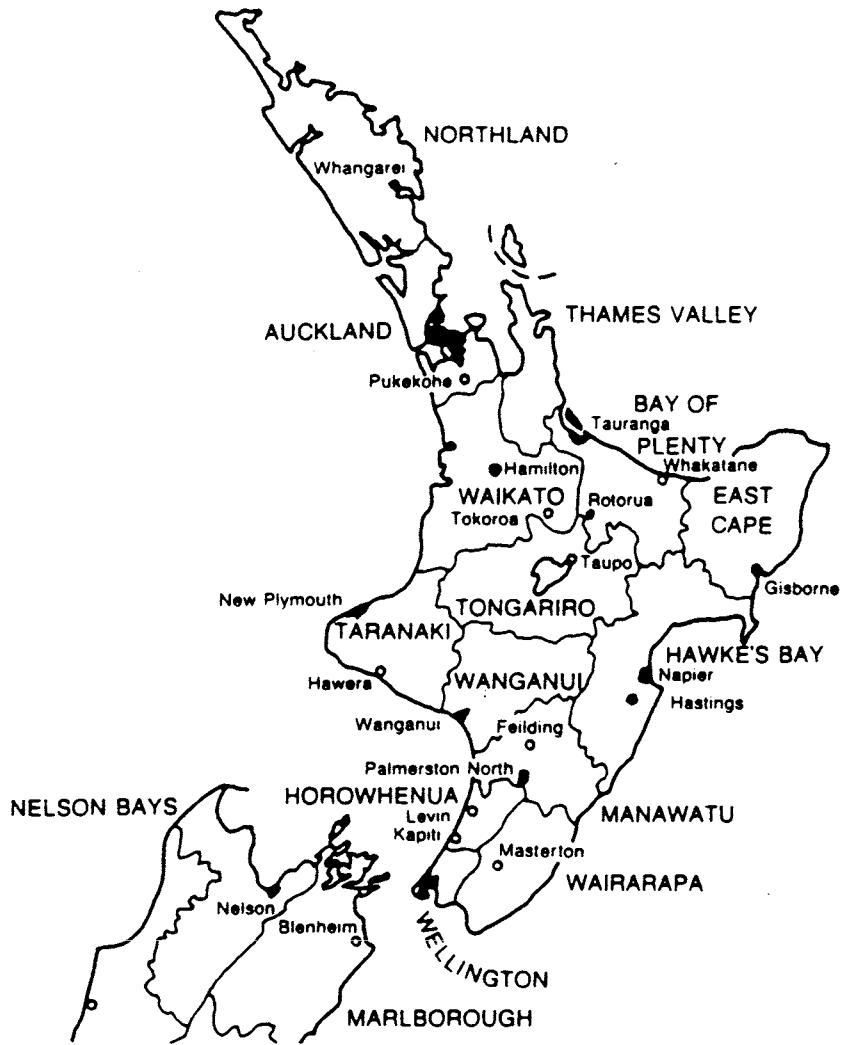 NORTHLAND
Whangarei
THAMES VALLEY
AUCKLAND
Pukekohe
BAY OF
PLENTY
Tauranga
Whakatane
Hamilton
WAIKATO
Tokoroa
Rotorua
EAST
CAPE
Taupo
Gisborne
New Plymouth
TONGARIRO
TARANAKI
HAWKE'S BAY
Hawera
WANGANUI
Napier
Hastings
Wanganui
Feilding
Palmerston North
HOROWHENUA
NELSON BAYS
Levin
Kapiti
MANAWATU
Masterton
WAIRARAPA
Nelson
Blenheim
WELLINGTON
MARLBOROUGH